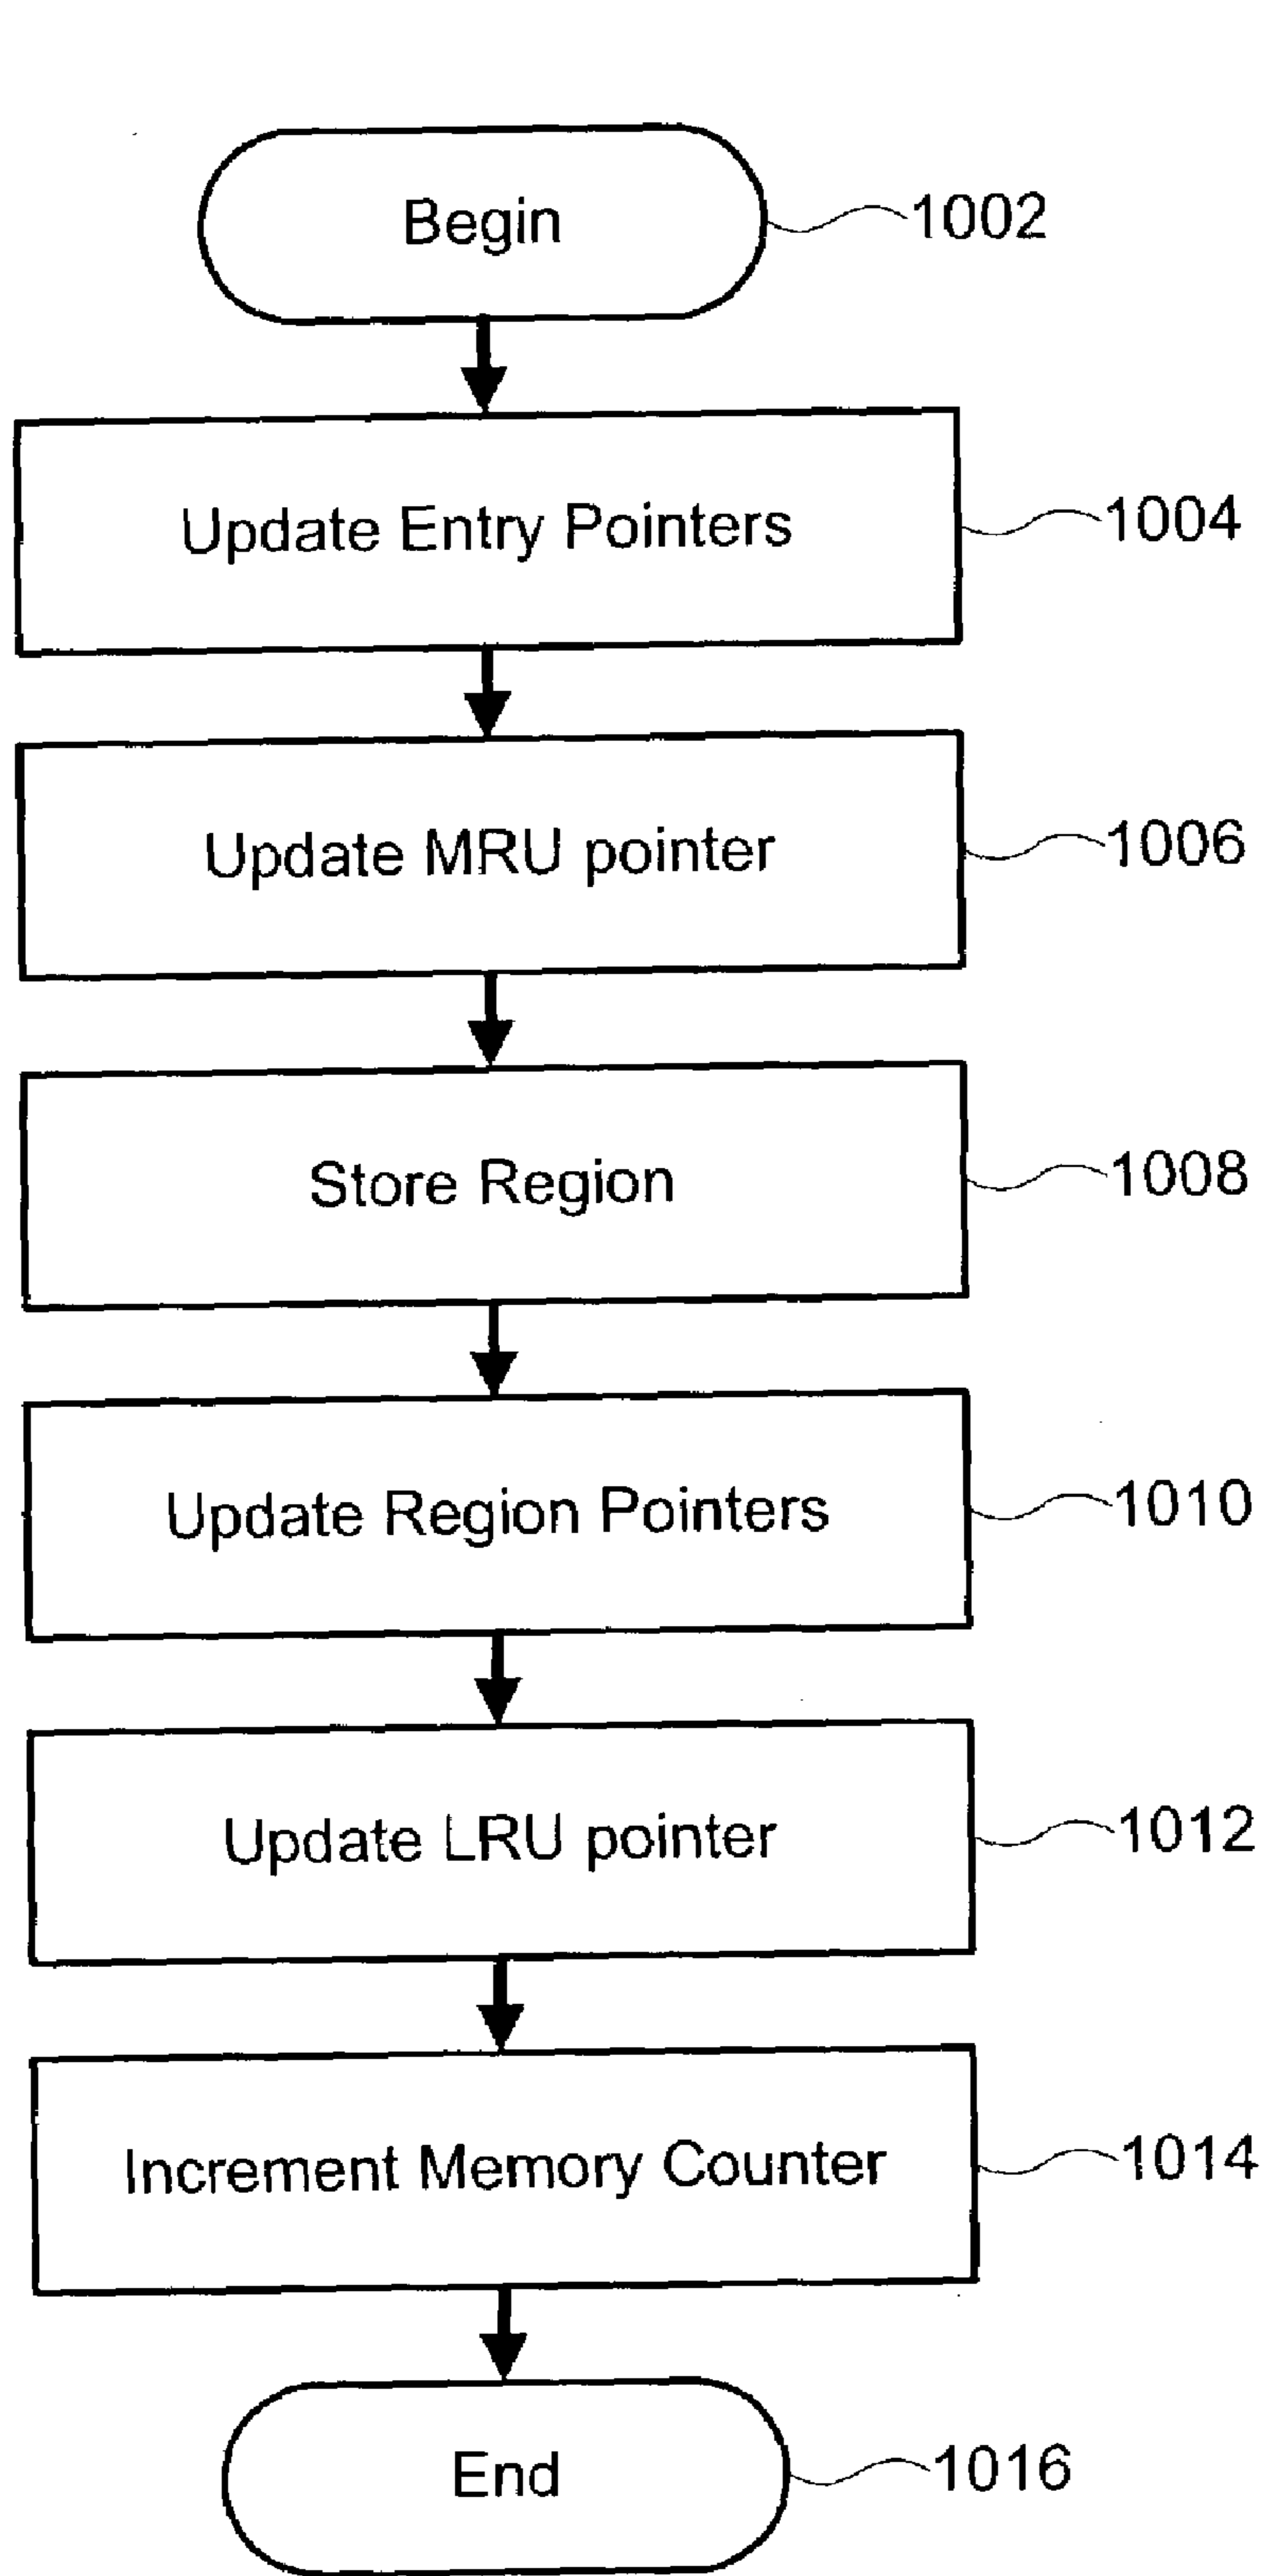 Begin
1002
Update Entry Pointers
1004
Update MRU pointer
1006
Store Region
1008
Update Region Pointers
1010
Update LRU pointer
1012
Increment Memory Counter
1014
End
1016